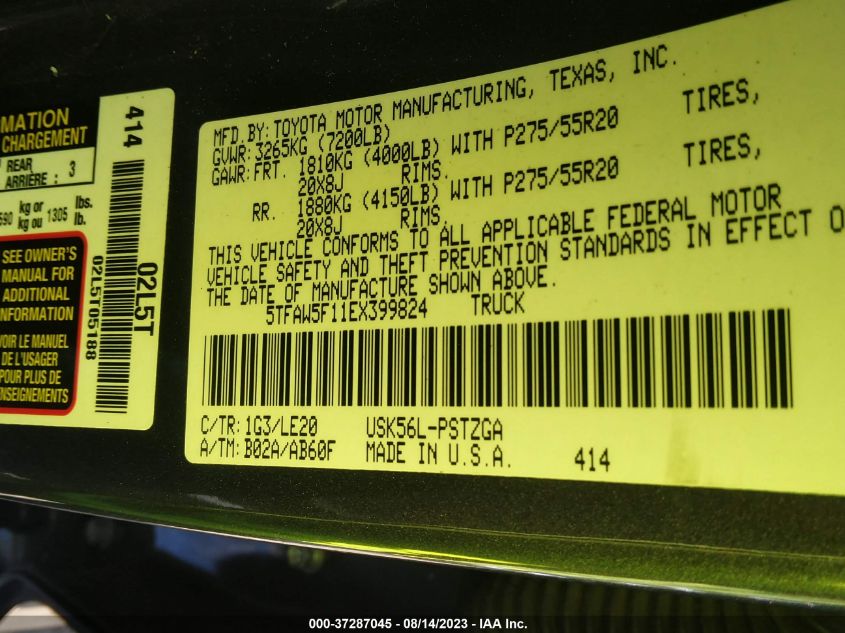 MATION
CHARGEMENT
REAR
ARRIÈRE : 3
590 kg or 1305 lbs.
kg ou lb.
SEE OWNER'S
MANUAL FOR
ADDITIONAL
INFORMATION
VOIR LE MANUEL
DE L'USAGER
POUR PLUS DE
RENSEIGNEMENTS
414
02L5T
02L5T05188
MFD.BY:TOYOTA MOTOR MANUFACTURING, TEXAS, INC.
GVWR:3265KG (7200LB)
GAWR:FRT. 1810KG (4000LB) WITH P275/55R20 TIRES,
20X8J RIMS.
RR. 1880KG (4150LB) WITH P275/55R20 TIRES,
20X8J RIMS.
THIS VEHICLE CONFORMS TO ALL APPLICABLE FEDERAL MOTOR
VEHICLE SAFETY AND THEFT PREVENTION STANDARDS IN EFFECT O
THE DATE OF MANUFACTURE SHOWN ABOVE.
5TFAW5F11EX399824 TRUCK
C/TR:1G3/LE20 USK56L-PSTZGA
A/TM:B02A/AB60F MADE IN U.S.A. 414
000-37287045 - 08/14/2023 - IAA Inc.